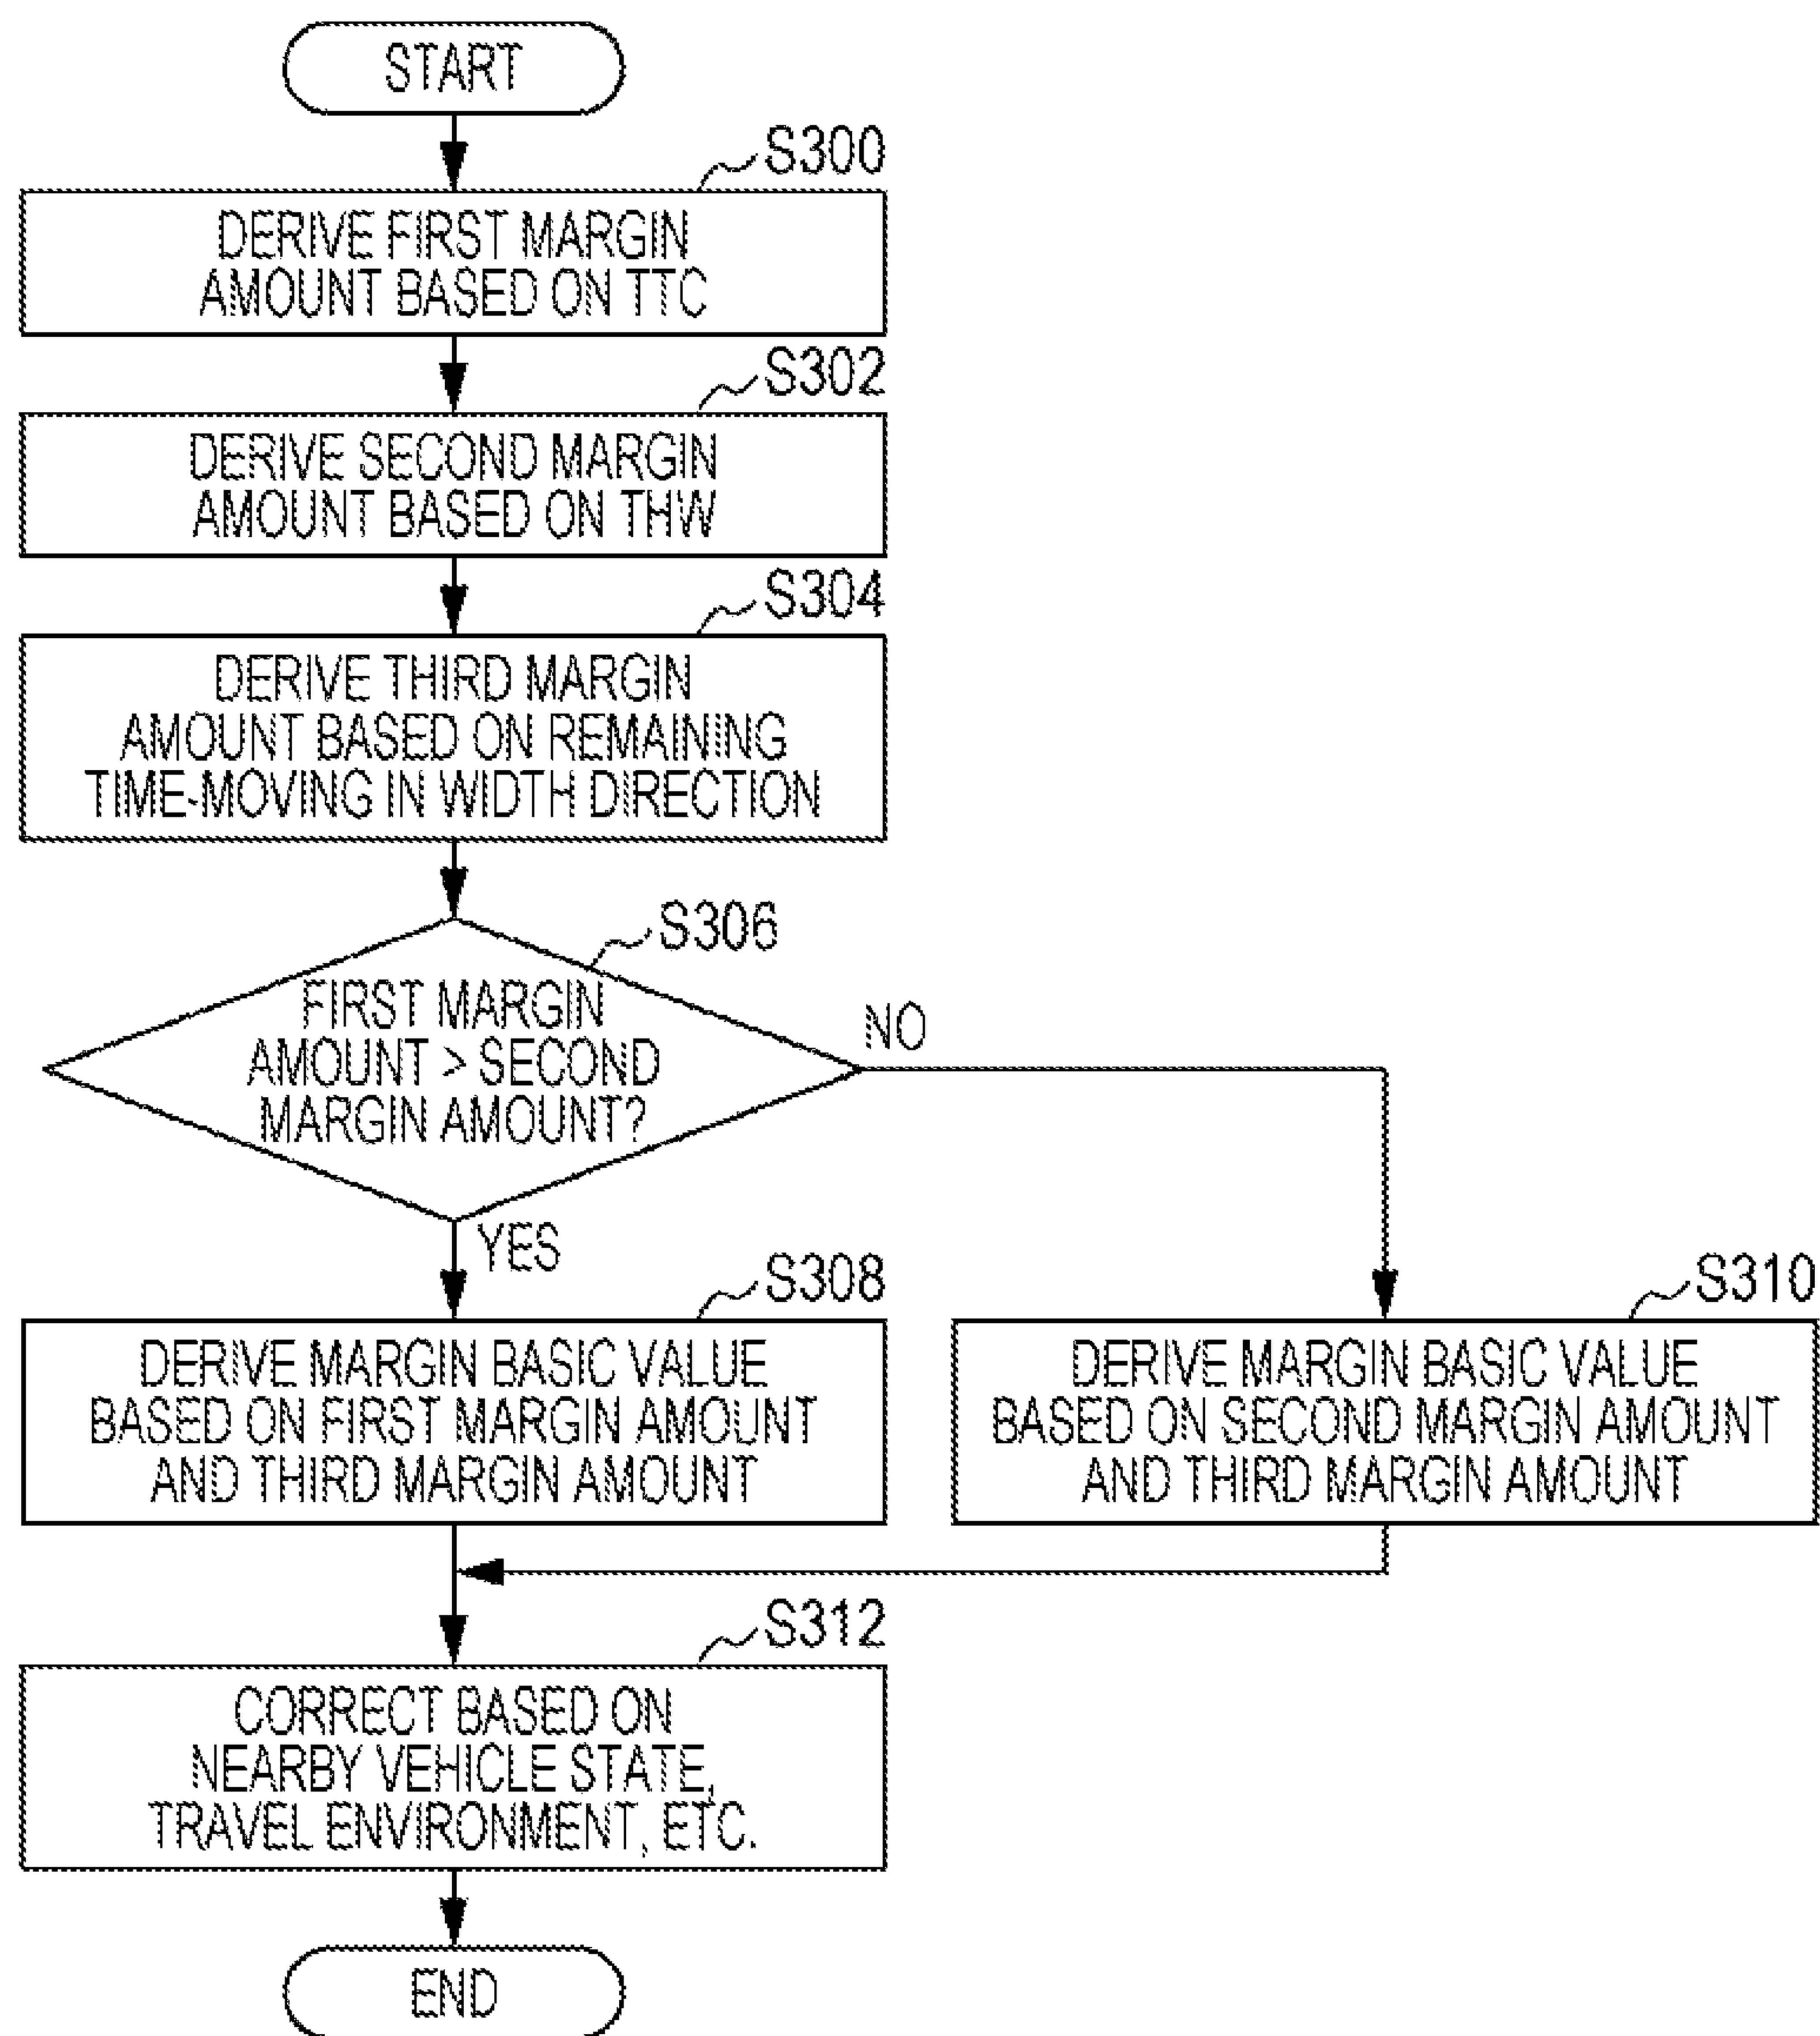 START
S300
DERIVE FIRST MARGIN
AMOUNT BASED ON TTC
S302
DERIVE SECOND MARGIN
AMOUNT BASED ON THW
S304
DERIVE THIRD MARGIN
AMOUNT BASED ON REMAINING
TIME-MOVING IN WIDTH DIRECTION
S306
FIRST MARGIN
AMOUNT > SECOND
MARGIN AMOUNT?
NO
YES
S308
DERIVE MARGIN BASIC VALUE
BASED ON FIRST MARGIN AMOUNT
AND THIRD MARGIN AMOUNT
S310
DERIVE MARGIN BASIC VALUE
BASED ON SECOND MARGIN AMOUNT
AND THIRD MARGIN AMOUNT
S312
CORRECT BASED ON
NEARBY VEHICLE STATE,
TRAVEL ENVIRONMENT, ETC.
END